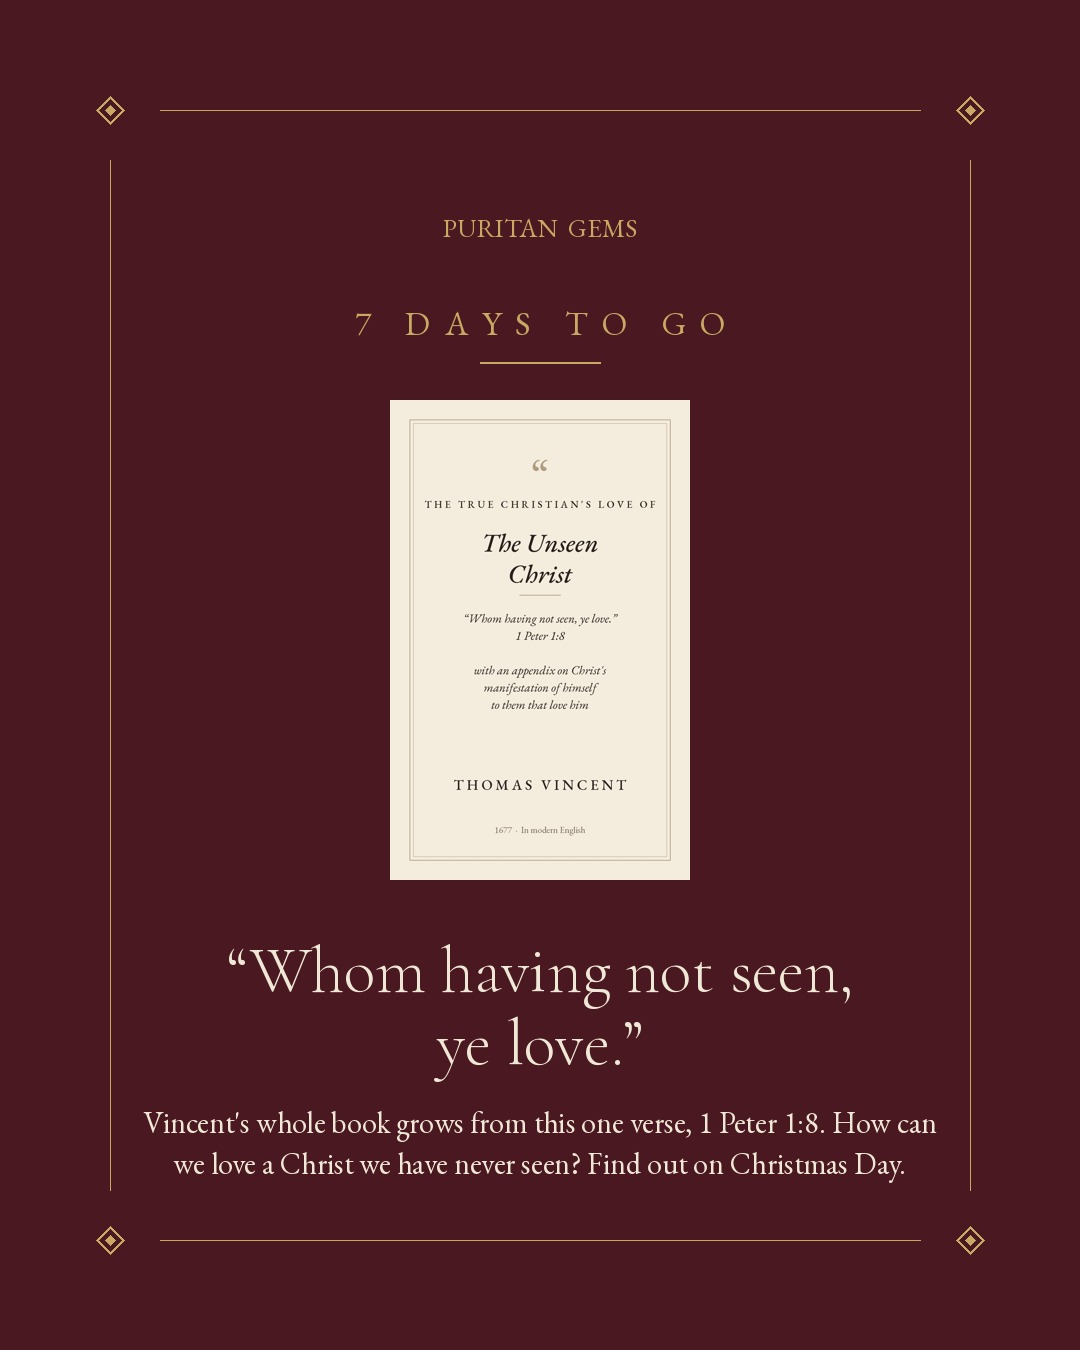 PURITAN GEMS
7 DAYS TO GO
“
THE TRUE CHRISTIAN'S LOVE OF
The Unseen
Christ
“Whom having not seen, ye love.”
1 Peter 1:8
with an appendix on Christ's
manifestation of himself
to them that love him
THOMAS VINCENT
1677 · In modern English
“Whom having not seen,
ye love.”
Vincent's whole book grows from this one verse, 1 Peter 1:8. How can
we love a Christ we have never seen? Find out on Christmas Day.